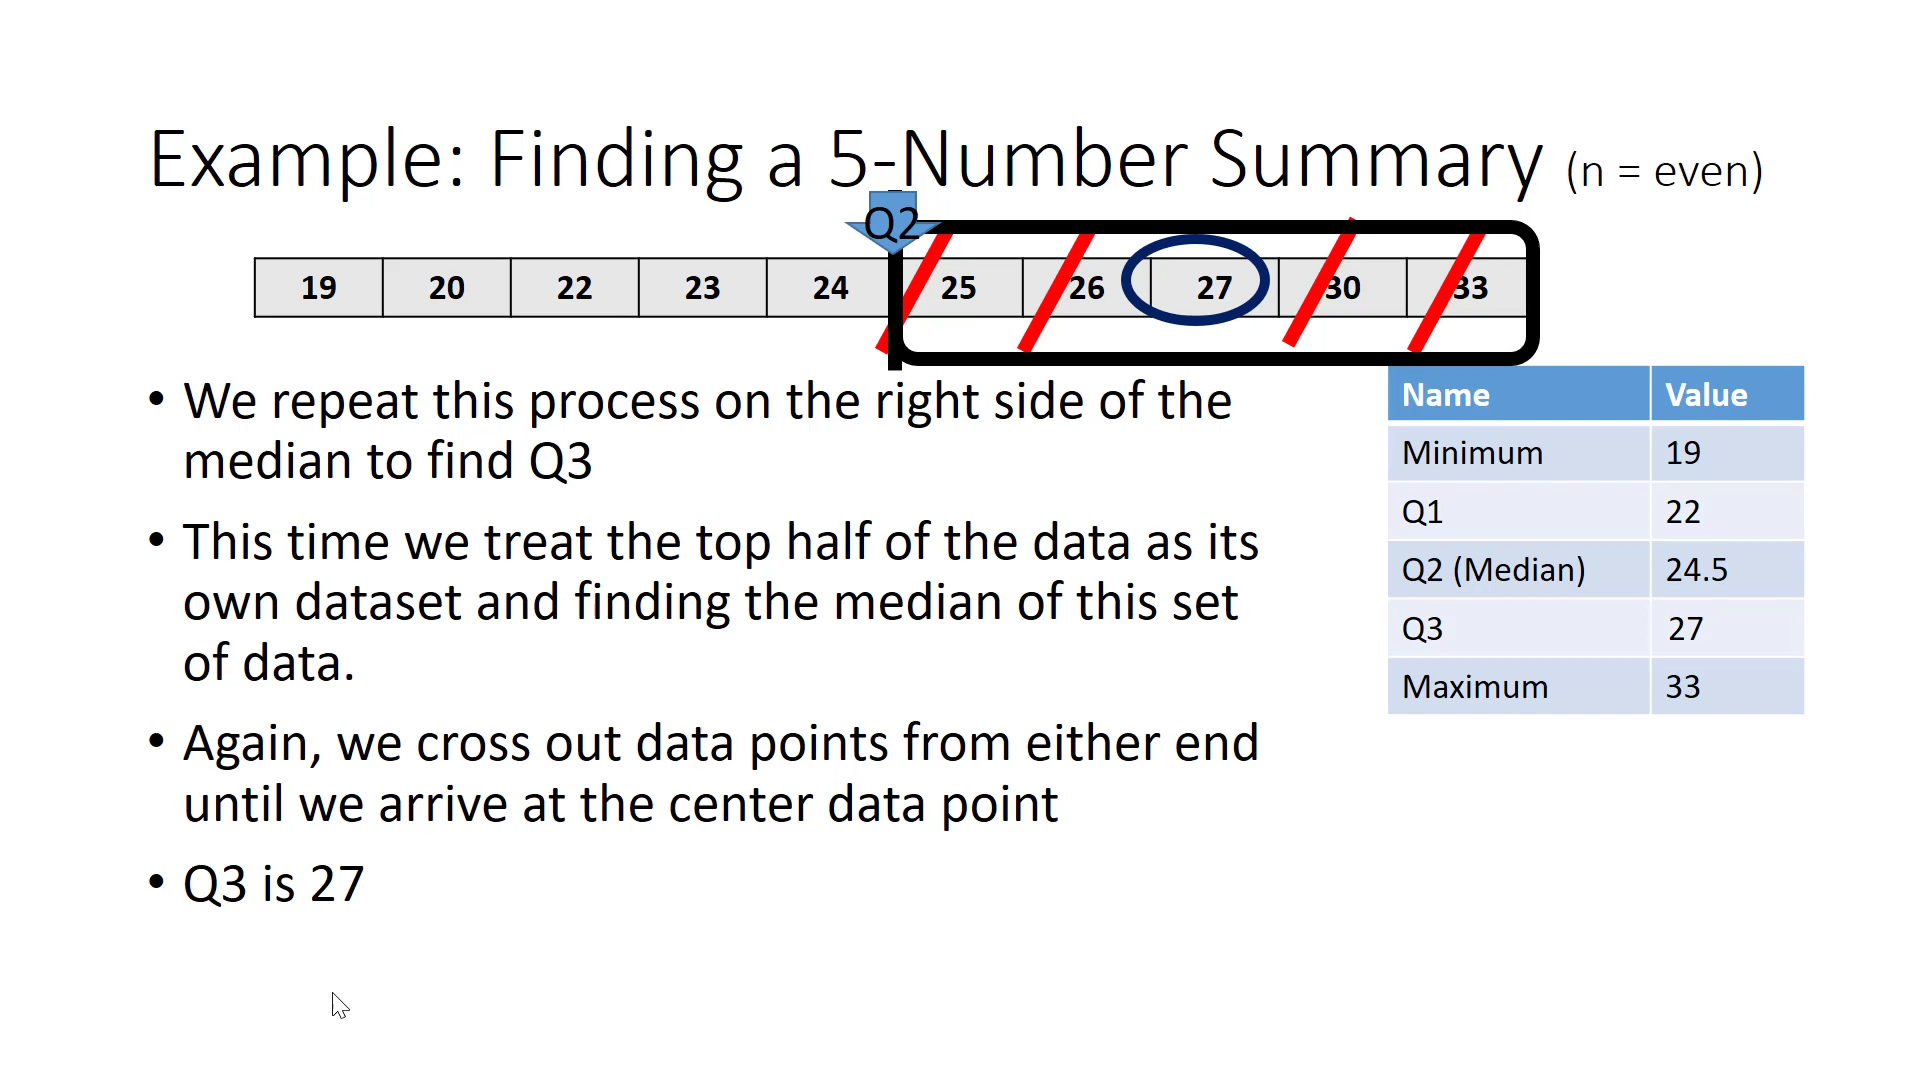 Example: Finding a 5-Number Summary (n = even)
Q2
19 20 22 23 24 25 26 27 30 33
• We repeat this process on the right side of the
median to find Q3
• This time we treat the top half of the data as its
own dataset and finding the median of this set
of data.
• Again, we cross out data points from either end
until we arrive at the center data point
• Q3 is 27
Name Value
Minimum 19
Q1 22
Q2 (Median) 24.5
Q3 27
Maximum 33